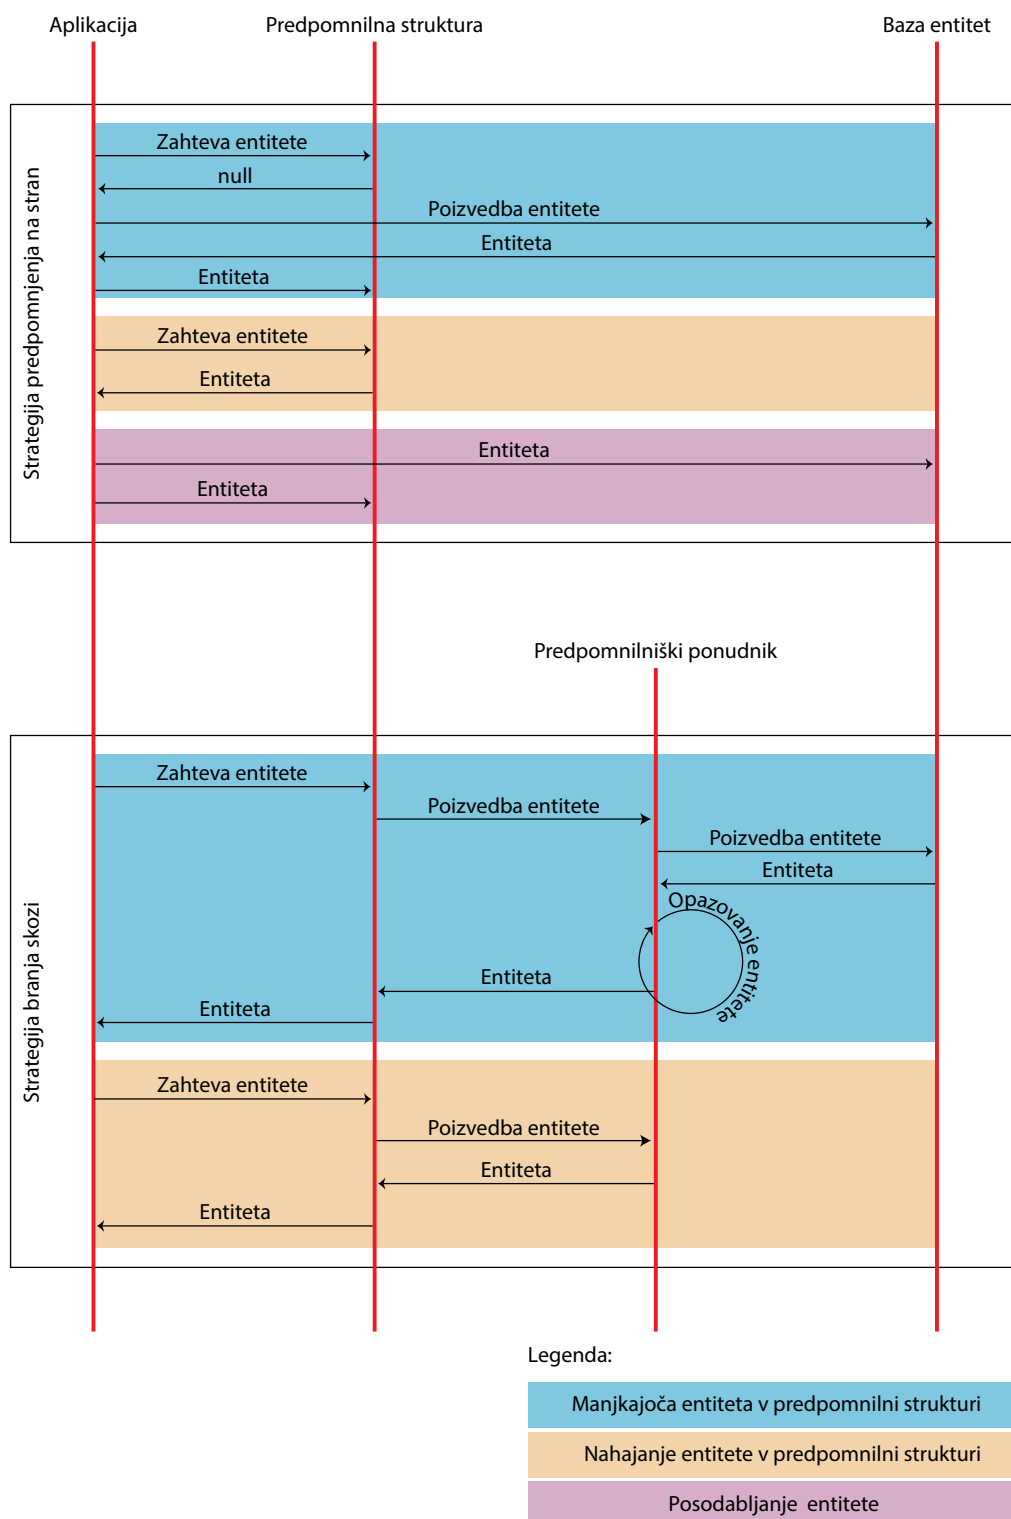 Aplikacija
Predpomnilna struktura
Baza entitet
Strategija predpomnjenja na stran
Zahteva entitete
null
Poizvedba entitete
Entiteta
Entiteta
Zahteva entitete
Entiteta
Entiteta
Entiteta
Predpomnilniški ponudnik
Strategija branja skozi
Zahteva entitete
Poizvedba entitete
Poizvedba entitete
Entiteta
Opazovanje entitete
Entiteta
Entiteta
Zahteva entitete
Poizvedba entitete
Entiteta
Entiteta
Legenda:
Manjkajoča entiteta v predpomnilni strukturi
Nahajanje entitete v predpomnilni strukturi
Posodabljanje entitete